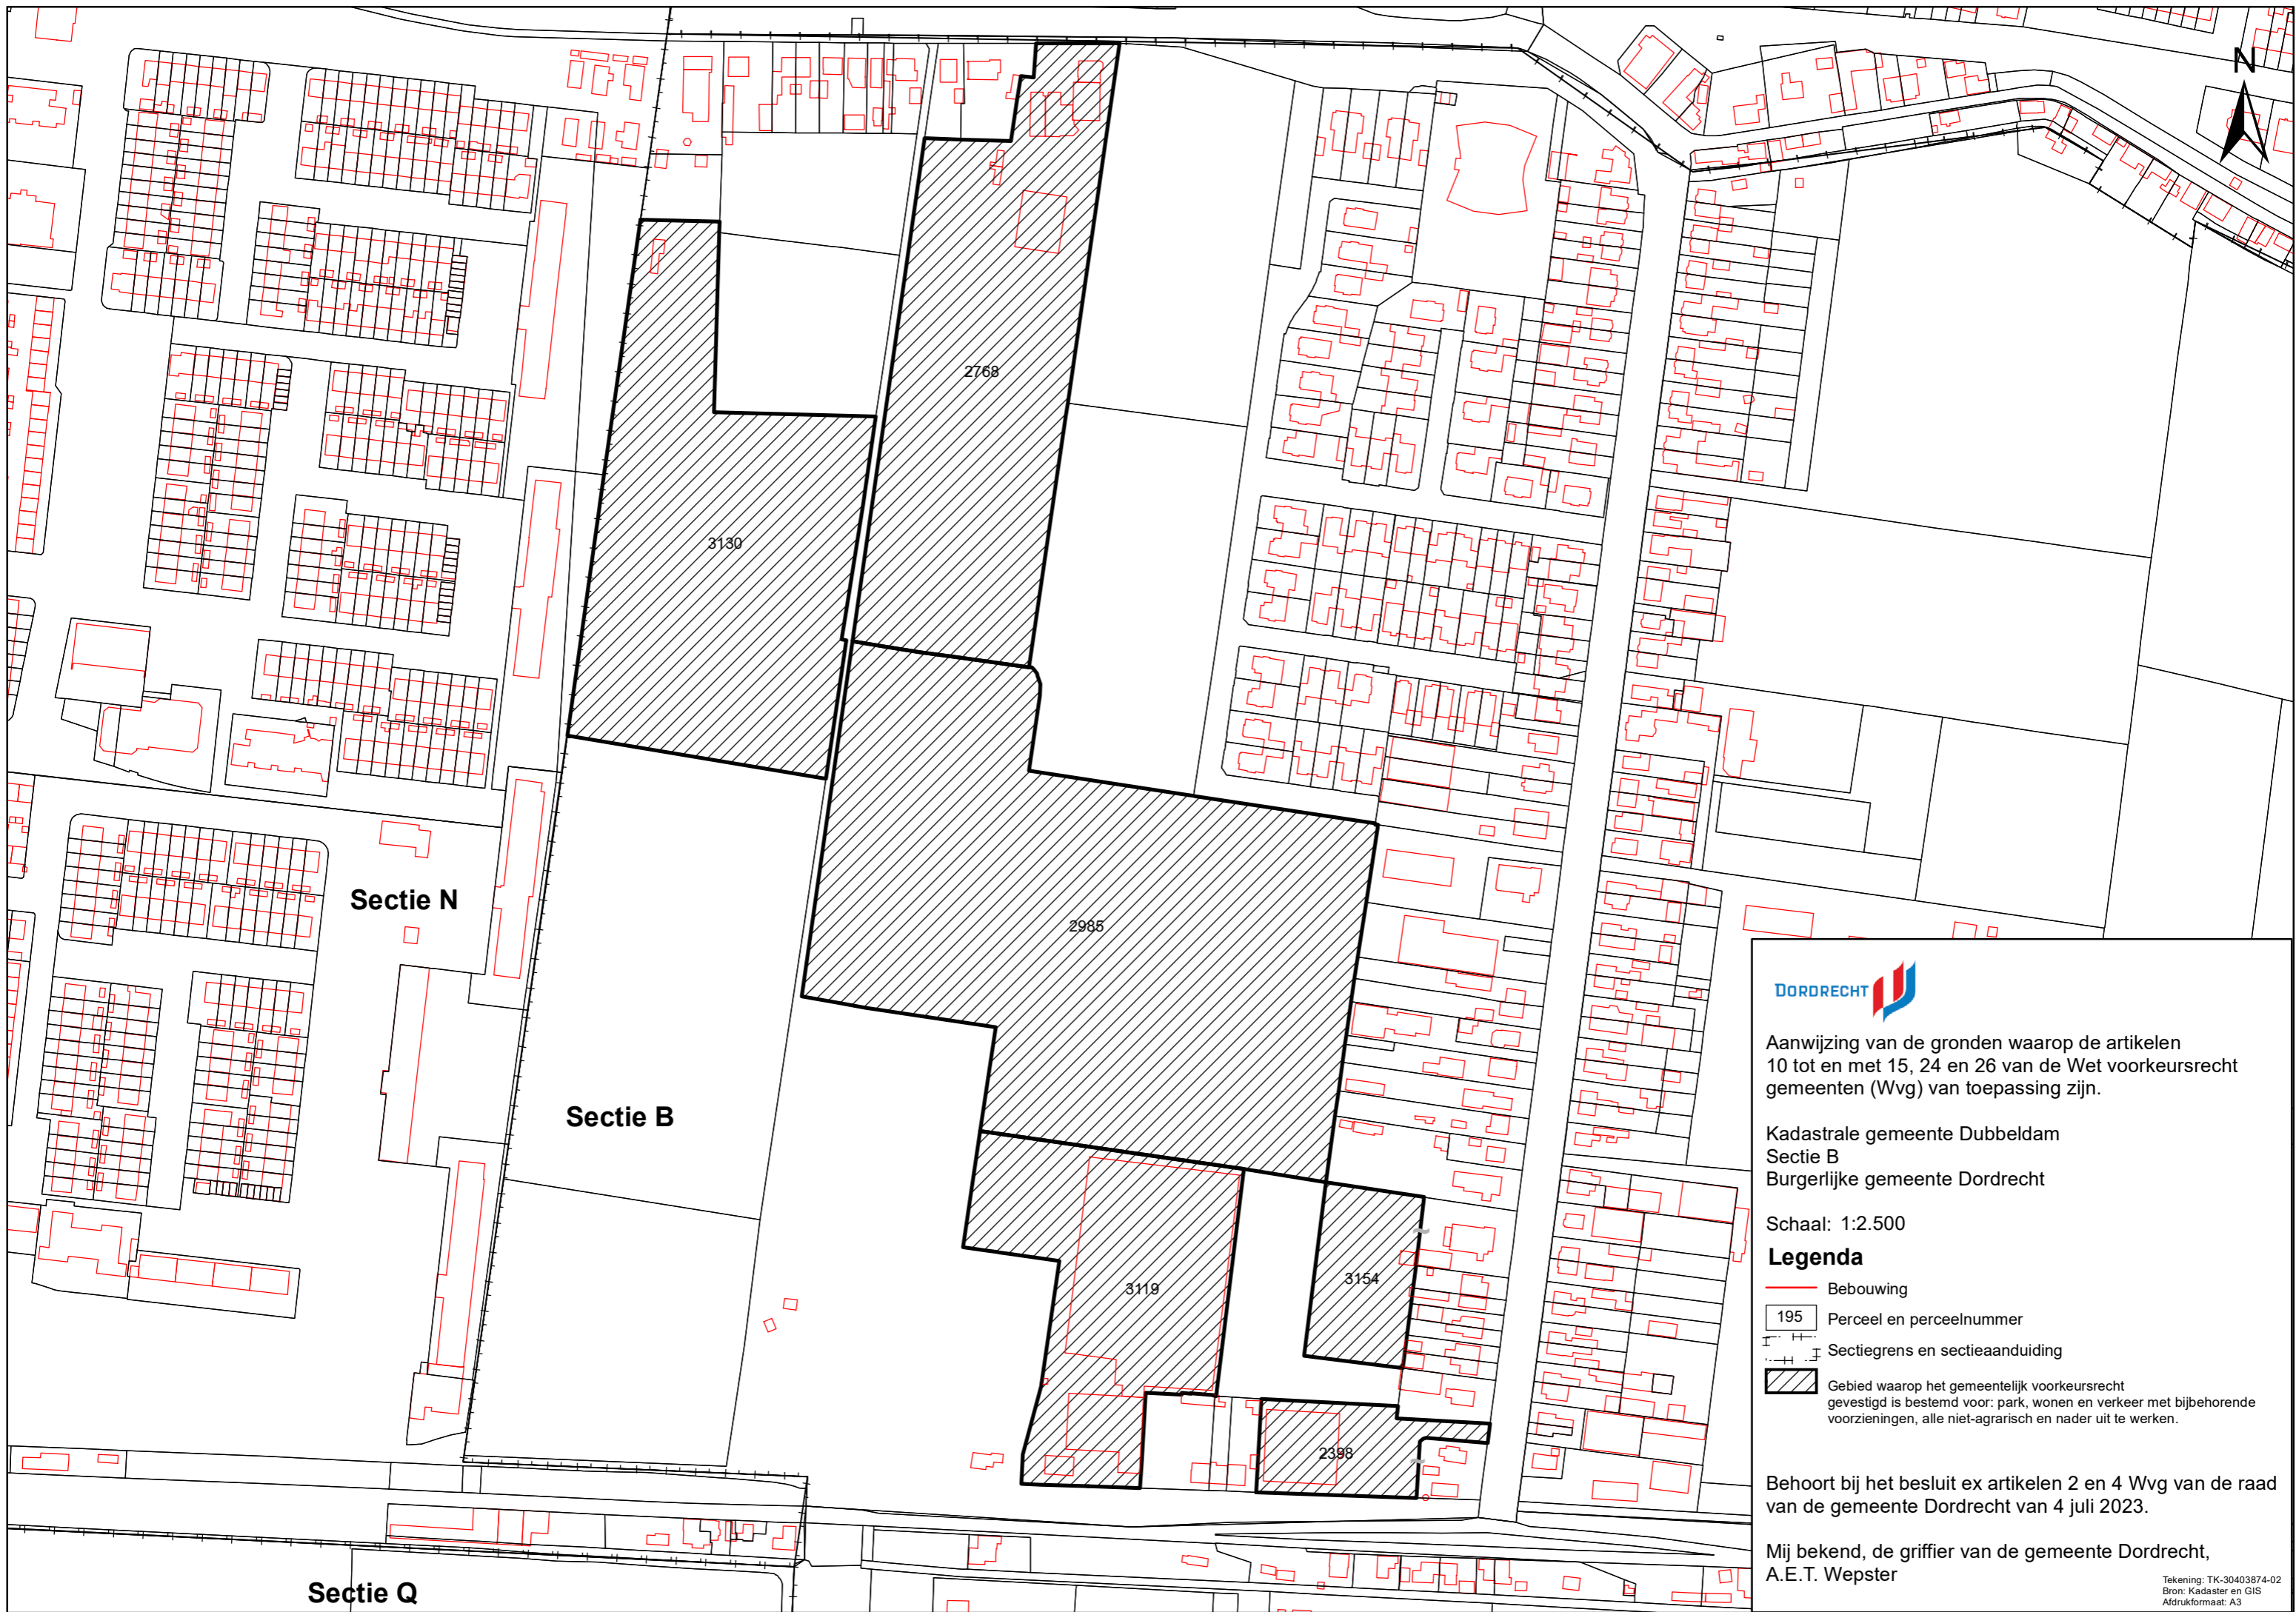 N
2768
3130
2985
Sectie N
Sectie B
3119
3154
2398
Sectie Q
DORDRECHT
Aanwijzing van de gronden waarop de artikelen
10 tot en met 15, 24 en 26 van de Wet voorkeursrecht
gemeenten (Wvg) van toepassing zijn.
Kadastrale gemeente Dubbeldam
Sectie B
Burgerlijke gemeente Dordrecht
Schaal: 1:2.500
Legenda
Bebouwing
195 Perceel en perceelnummer
Sectiegrens en sectieaanduiding
Gebied waarop het gemeentelijk voorkeursrecht
gevestigd is bestemd voor: park, wonen en verkeer met bijbehorende
voorzieningen, alle niet-agrarisch en nader uit te werken.
Behoort bij het besluit ex artikelen 2 en 4 Wvg van de raad
van de gemeente Dordrecht van 4 juli 2023.
Mij bekend, de griffier van de gemeente Dordrecht,
A.E.T. Wepster
Tekening: TK-30403874-02
Bron: Kadaster en GIS
Afdrukformaat: A3